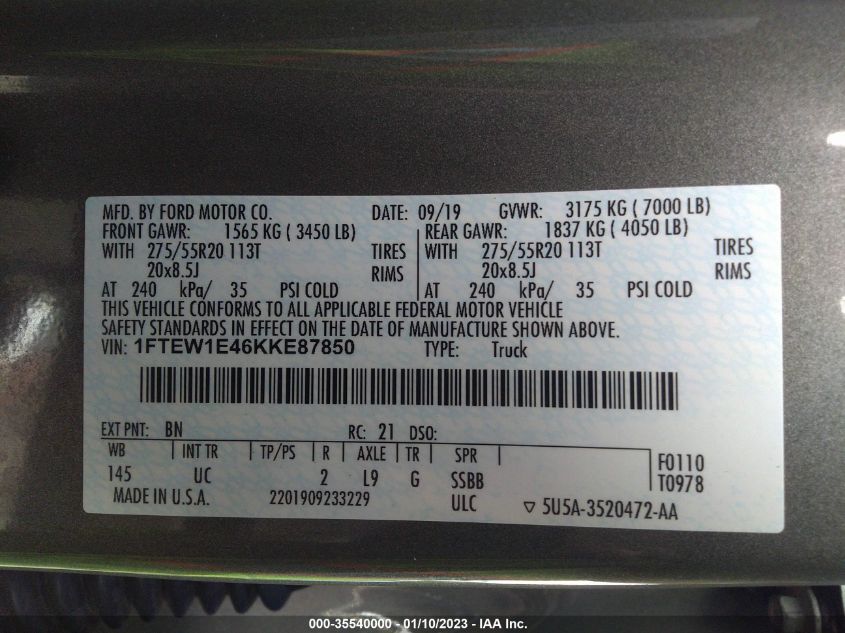 MFD. BY FORD MOTOR CO. DATE: 09/19 GVWR: 3175 KG ( 7000 LB)
FRONT GAWR: 1565 KG ( 3450 LB) REAR GAWR: 1837 KG ( 4050 LB)
WITH 275/55R20 113T TIRES WITH 275/55R20 113T TIRES
20x8.5J RIMS 20x8.5J RIMS
AT 240 kPa/ 35 PSI COLD AT 240 kPa/ 35 PSI COLD
THIS VEHICLE CONFORMS TO ALL APPLICABLE FEDERAL MOTOR VEHICLE
SAFETY STANDARDS IN EFFECT ON THE DATE OF MANUFACTURE SHOWN ABOVE.
VIN: 1FTEW1E46KKE87850 TYPE: Truck
EXT PNT: BN RC: 21 DSO:
WB INT TR TP/PS R AXLE TR SPR F0110
145 UC 2 L9 G SSBB T0978
MADE IN U.S.A. 2201909233229 ULC ▽ 5U5A-3520472-AA
000-35540000 - 01/10/2023 - IAA Inc.